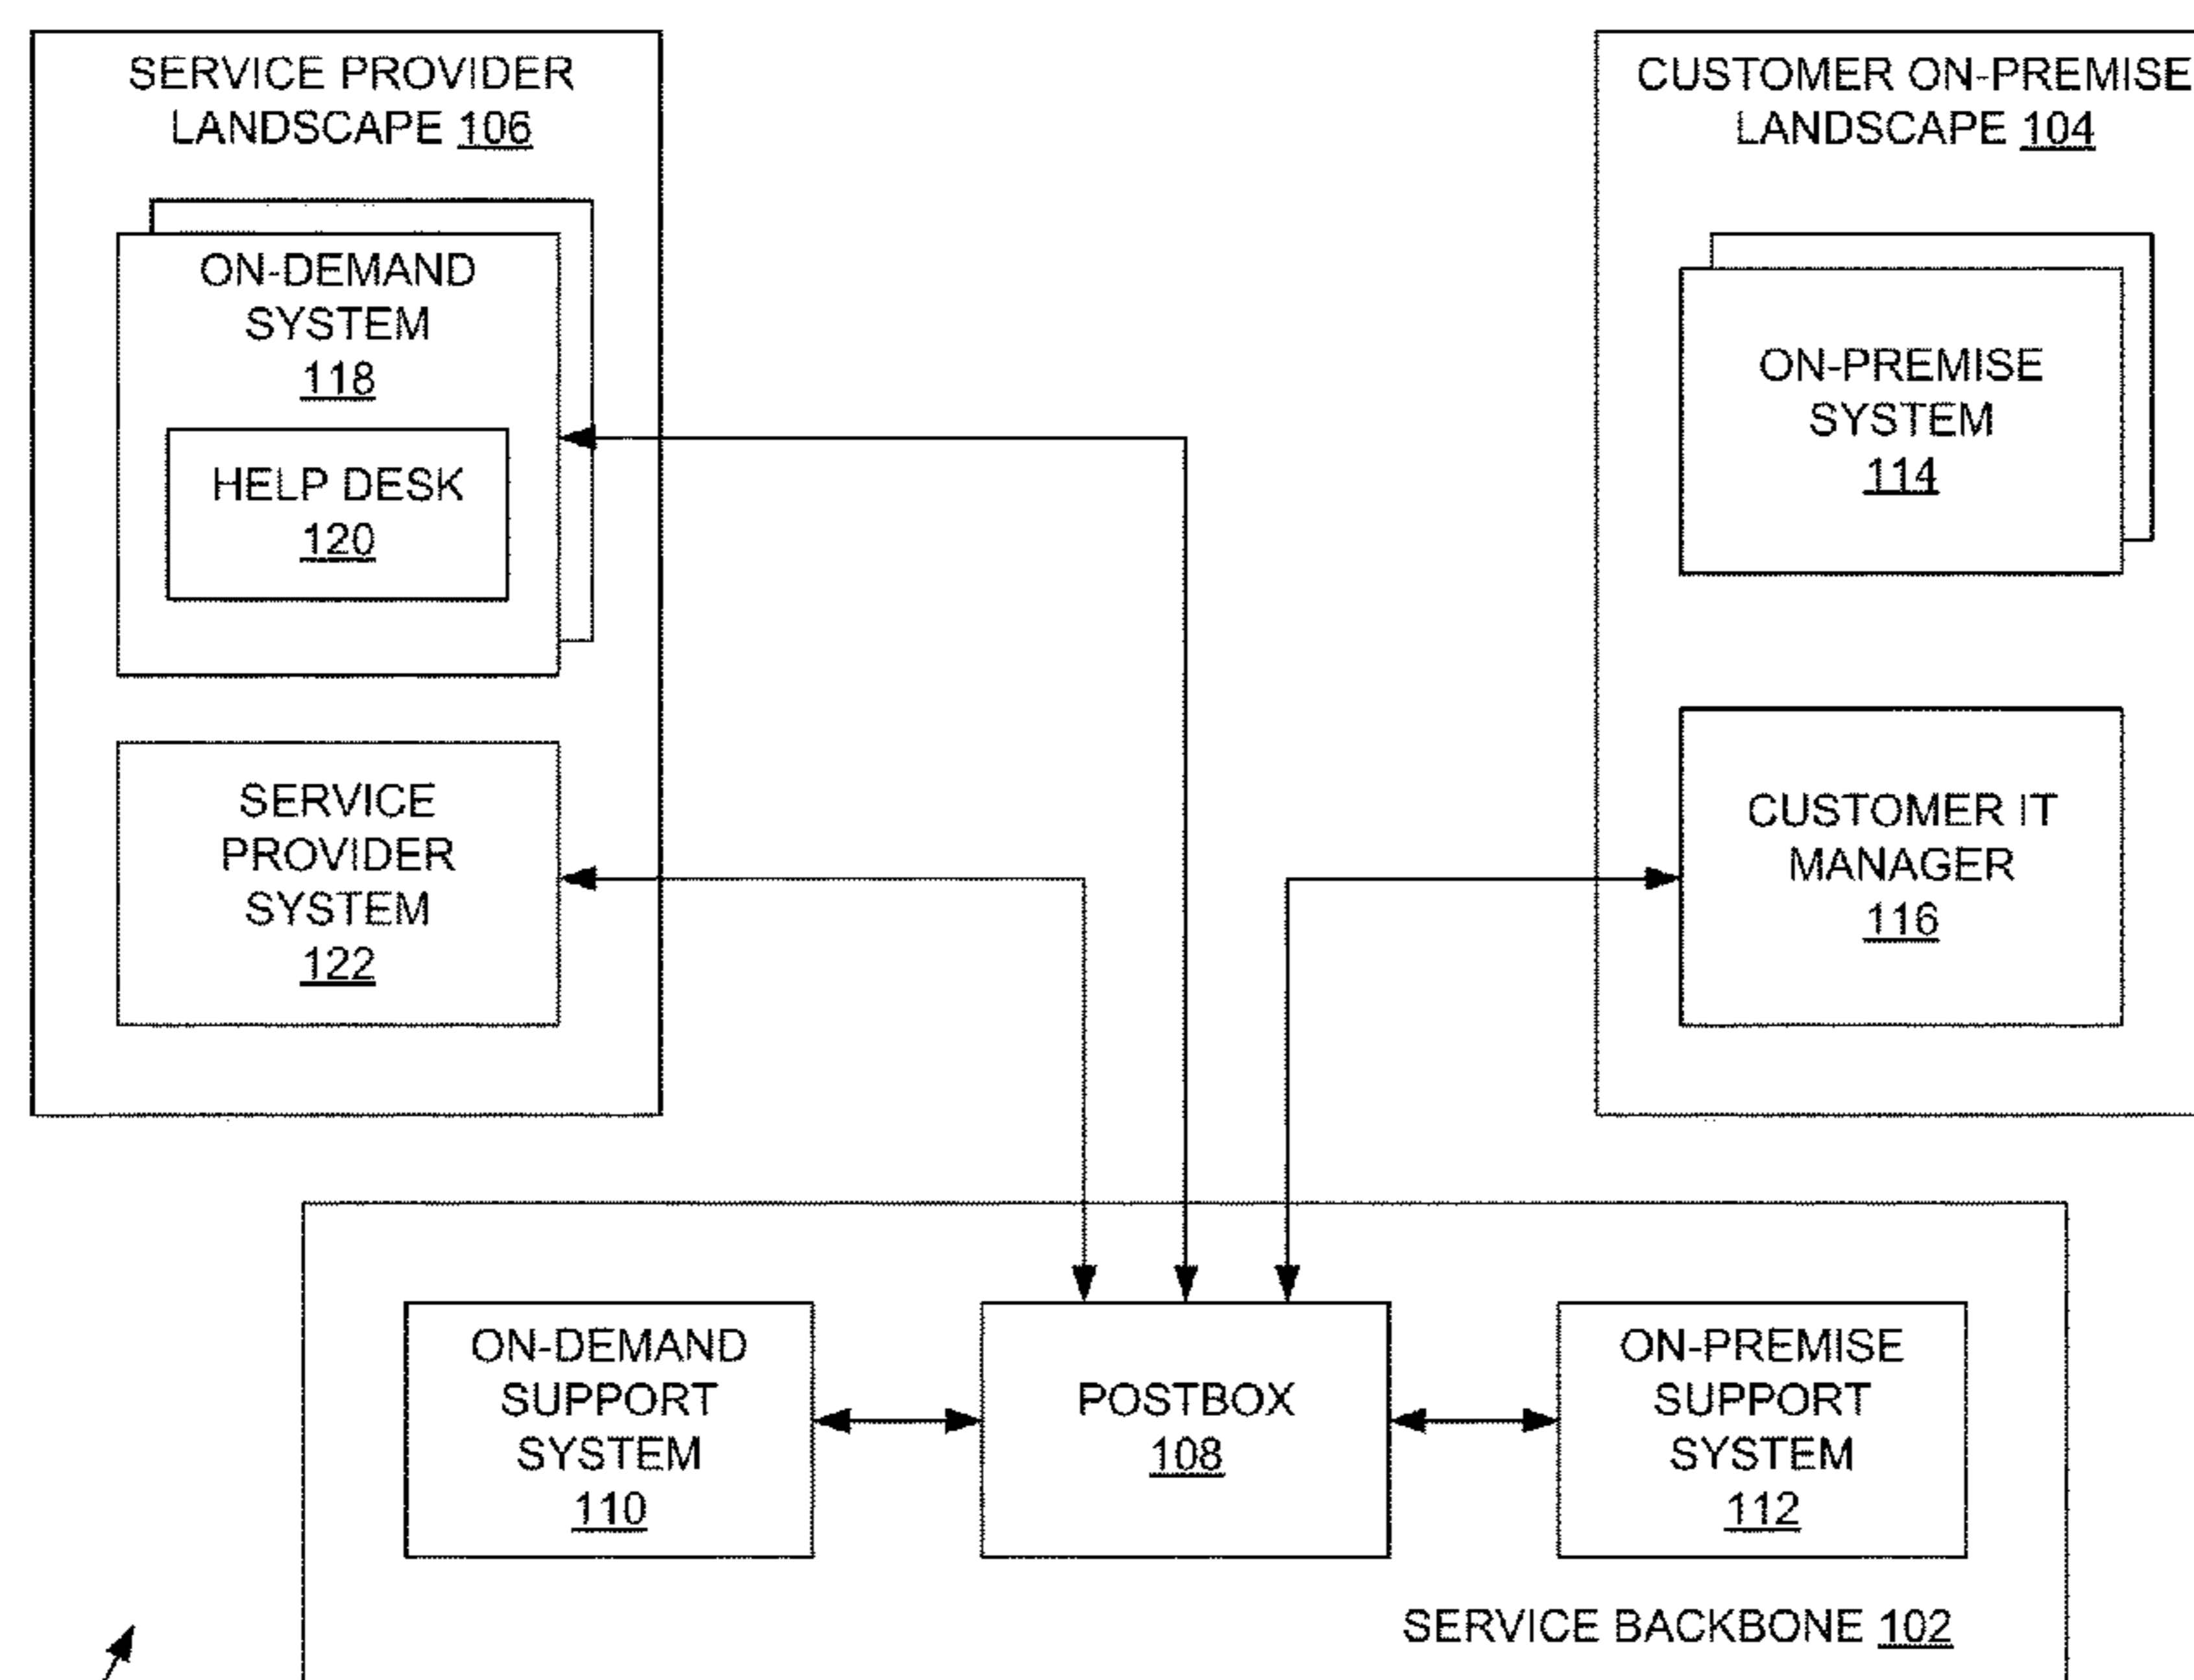 SERVICE PROVIDER
LANDSCAPE 106
ON-DEMAND
SYSTEM
118
HELP DESK
120
SERVICE
PROVIDER
SYSTEM
122
CUSTOMER ON-PREMISE
LANDSCAPE 104
ON-PREMISE
SYSTEM
114
CUSTOMER IT
MANAGER
116
ON-DEMAND
SUPPORT
SYSTEM
110
POSTBOX
108
ON-PREMISE
SUPPORT
SYSTEM
112
SERVICE BACKBONE 102